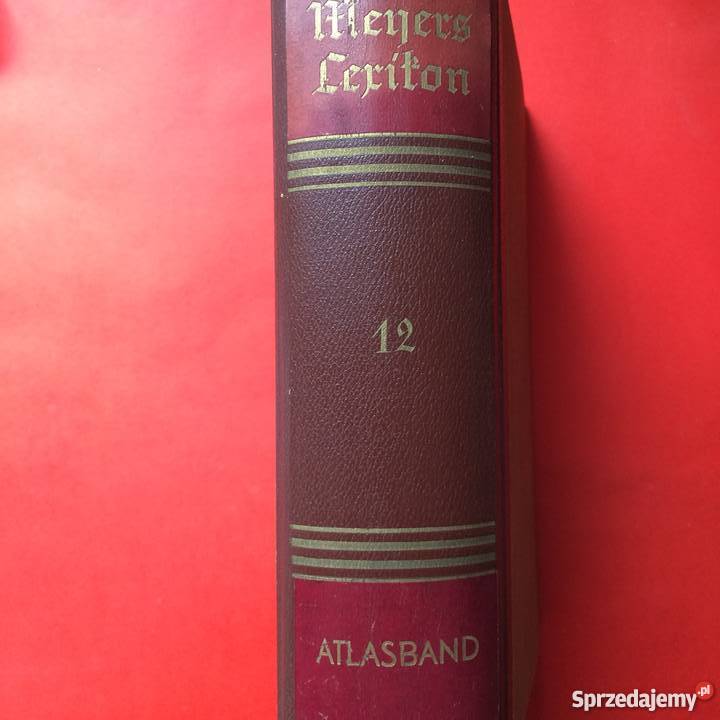 Meyers
Lexikon
12
ATLASBAND
Sprzedajemy.pl